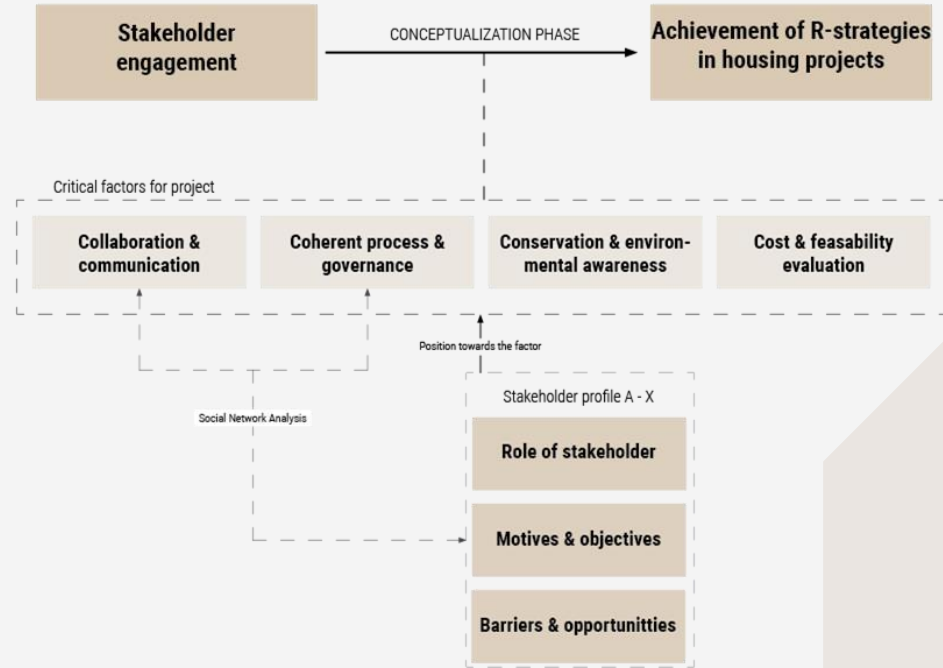 Stakeholder
engagement
CONCEPTUALIZATION PHASE
Achievement of R-strategies
in housing projects
Critical factors for project
Collaboration &
communication
Coherent process &
governance
Conservation & environ-
mental awareness
Cost & feasability
evaluation
Position towards the factor
Social Network Analysis
Stakeholder profile A - X
Role of stakeholder
Motives & objectives
Barriers & opportunitties